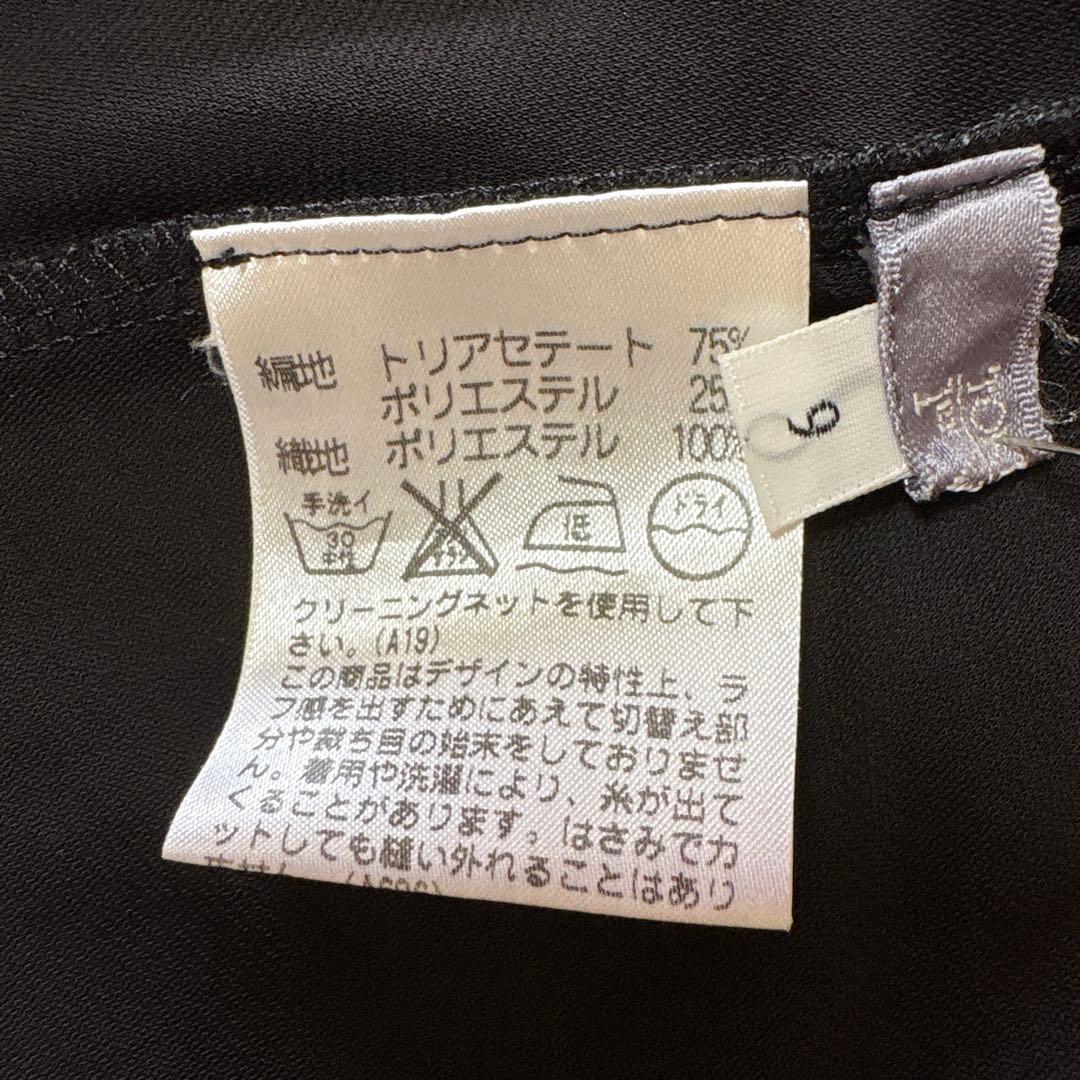 編地 トリアセテート 75%
ポリエステル 25
織地 ポリエステル 100%
手洗イ
30
中性
ほ
ドライ
クリーニングネットを使用して下
さい。(A19)
この商品はデザインの特性上、ラ
フ感を出すためにあえて切替え部
分や裁ち目の始末をしておりませ
ん。着用や洗濯により、糸が出て
くることがあります。はさみでカ
ットしても縫い外れることはあり
9